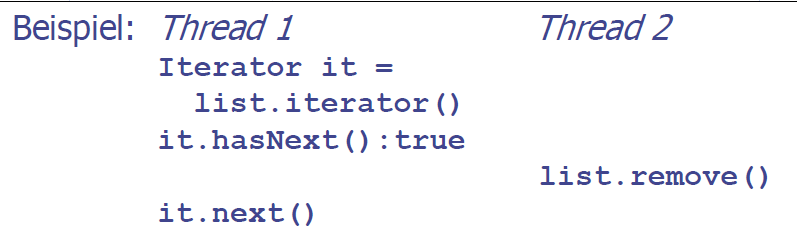 Beispiel: Thread 1 Thread 2
Iterator it =
list.iterator()
it.hasNext():true
list.remove()
it.next()